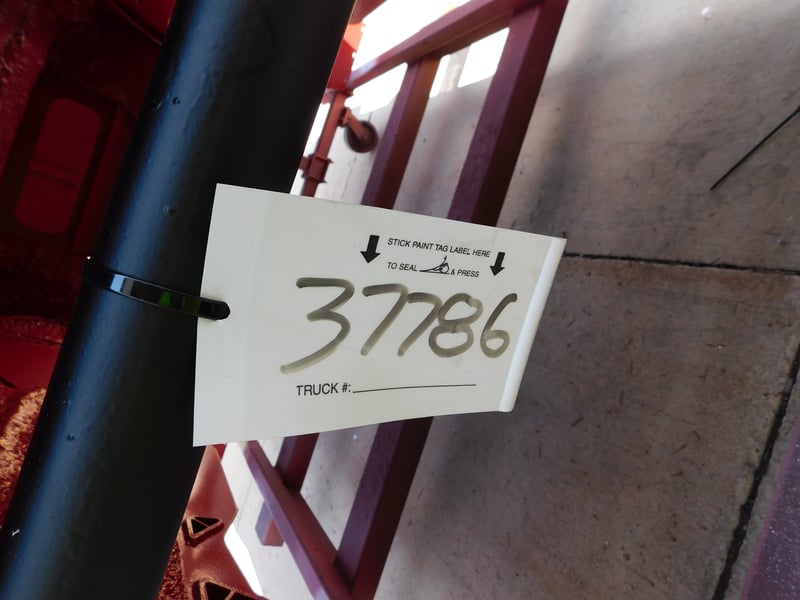 STICK PAINT TAG LABEL HERE
TO SEAL & PRESS
37786
TRUCK #: